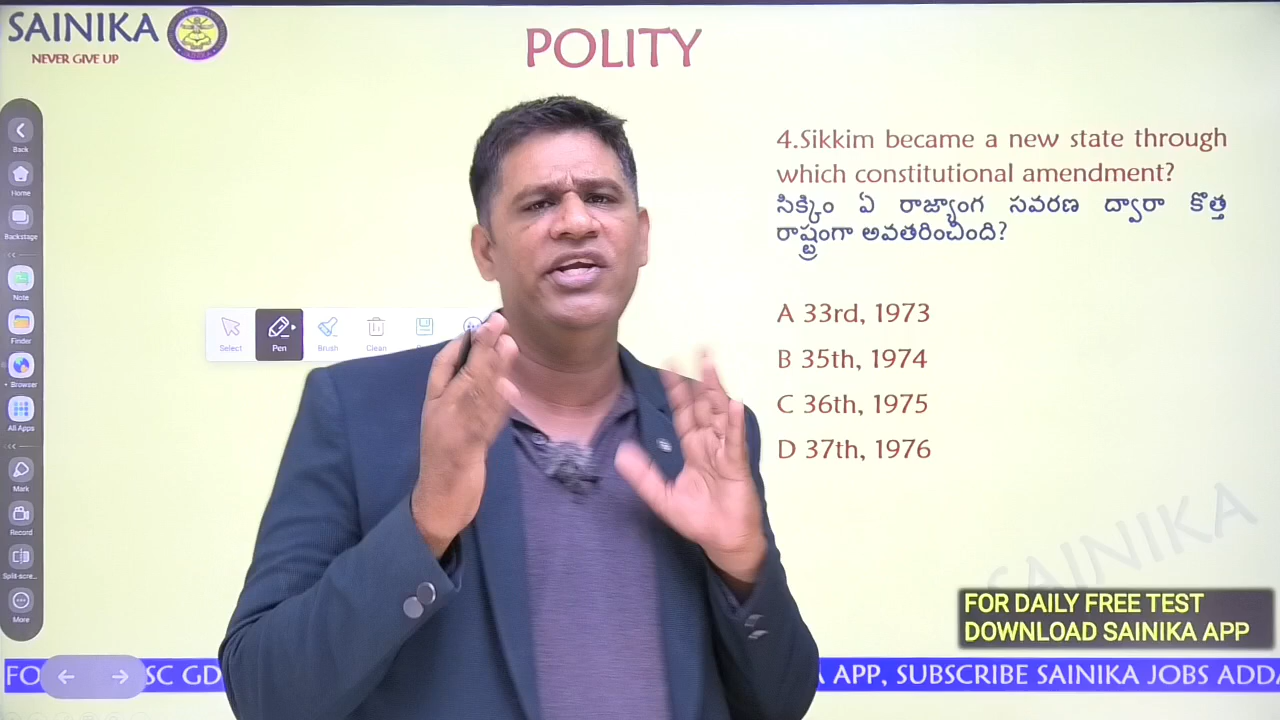 SAINIKA
NEVER GIVE UP
POLITY
Back
Home
Backstage
Note
Finder
Browser
All Apps
Mark
Record
Split-scre...
More
Select
Pen
Brush
Clean
4.Sikkim became a new state through
which constitutional amendment?
సిక్కిం ఏ రాజ్యాంగ సవరణ ద్వారా కొత్త
రాష్ట్రంగా అవతరించింది?
A 33rd, 1973
B 35th, 1974
C 36th, 1975
D 37th, 1976
SAINIKA
FOR DAILY FREE TEST
DOWNLOAD SAINIKA APP
SC GD
APP, SUBSCRIBE SAINIKA JOBS